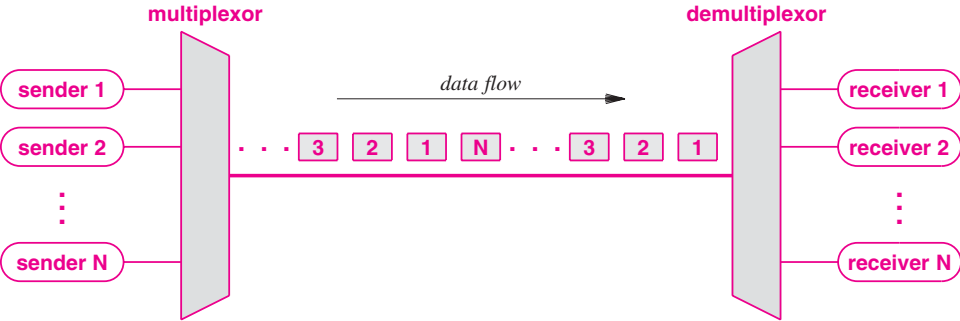 multiplexor
demultiplexor
data flow
sender 1
receiver 1
sender 2
. . . 3 2 1 N . . . 3 2 1
receiver 2
sender N
receiver N